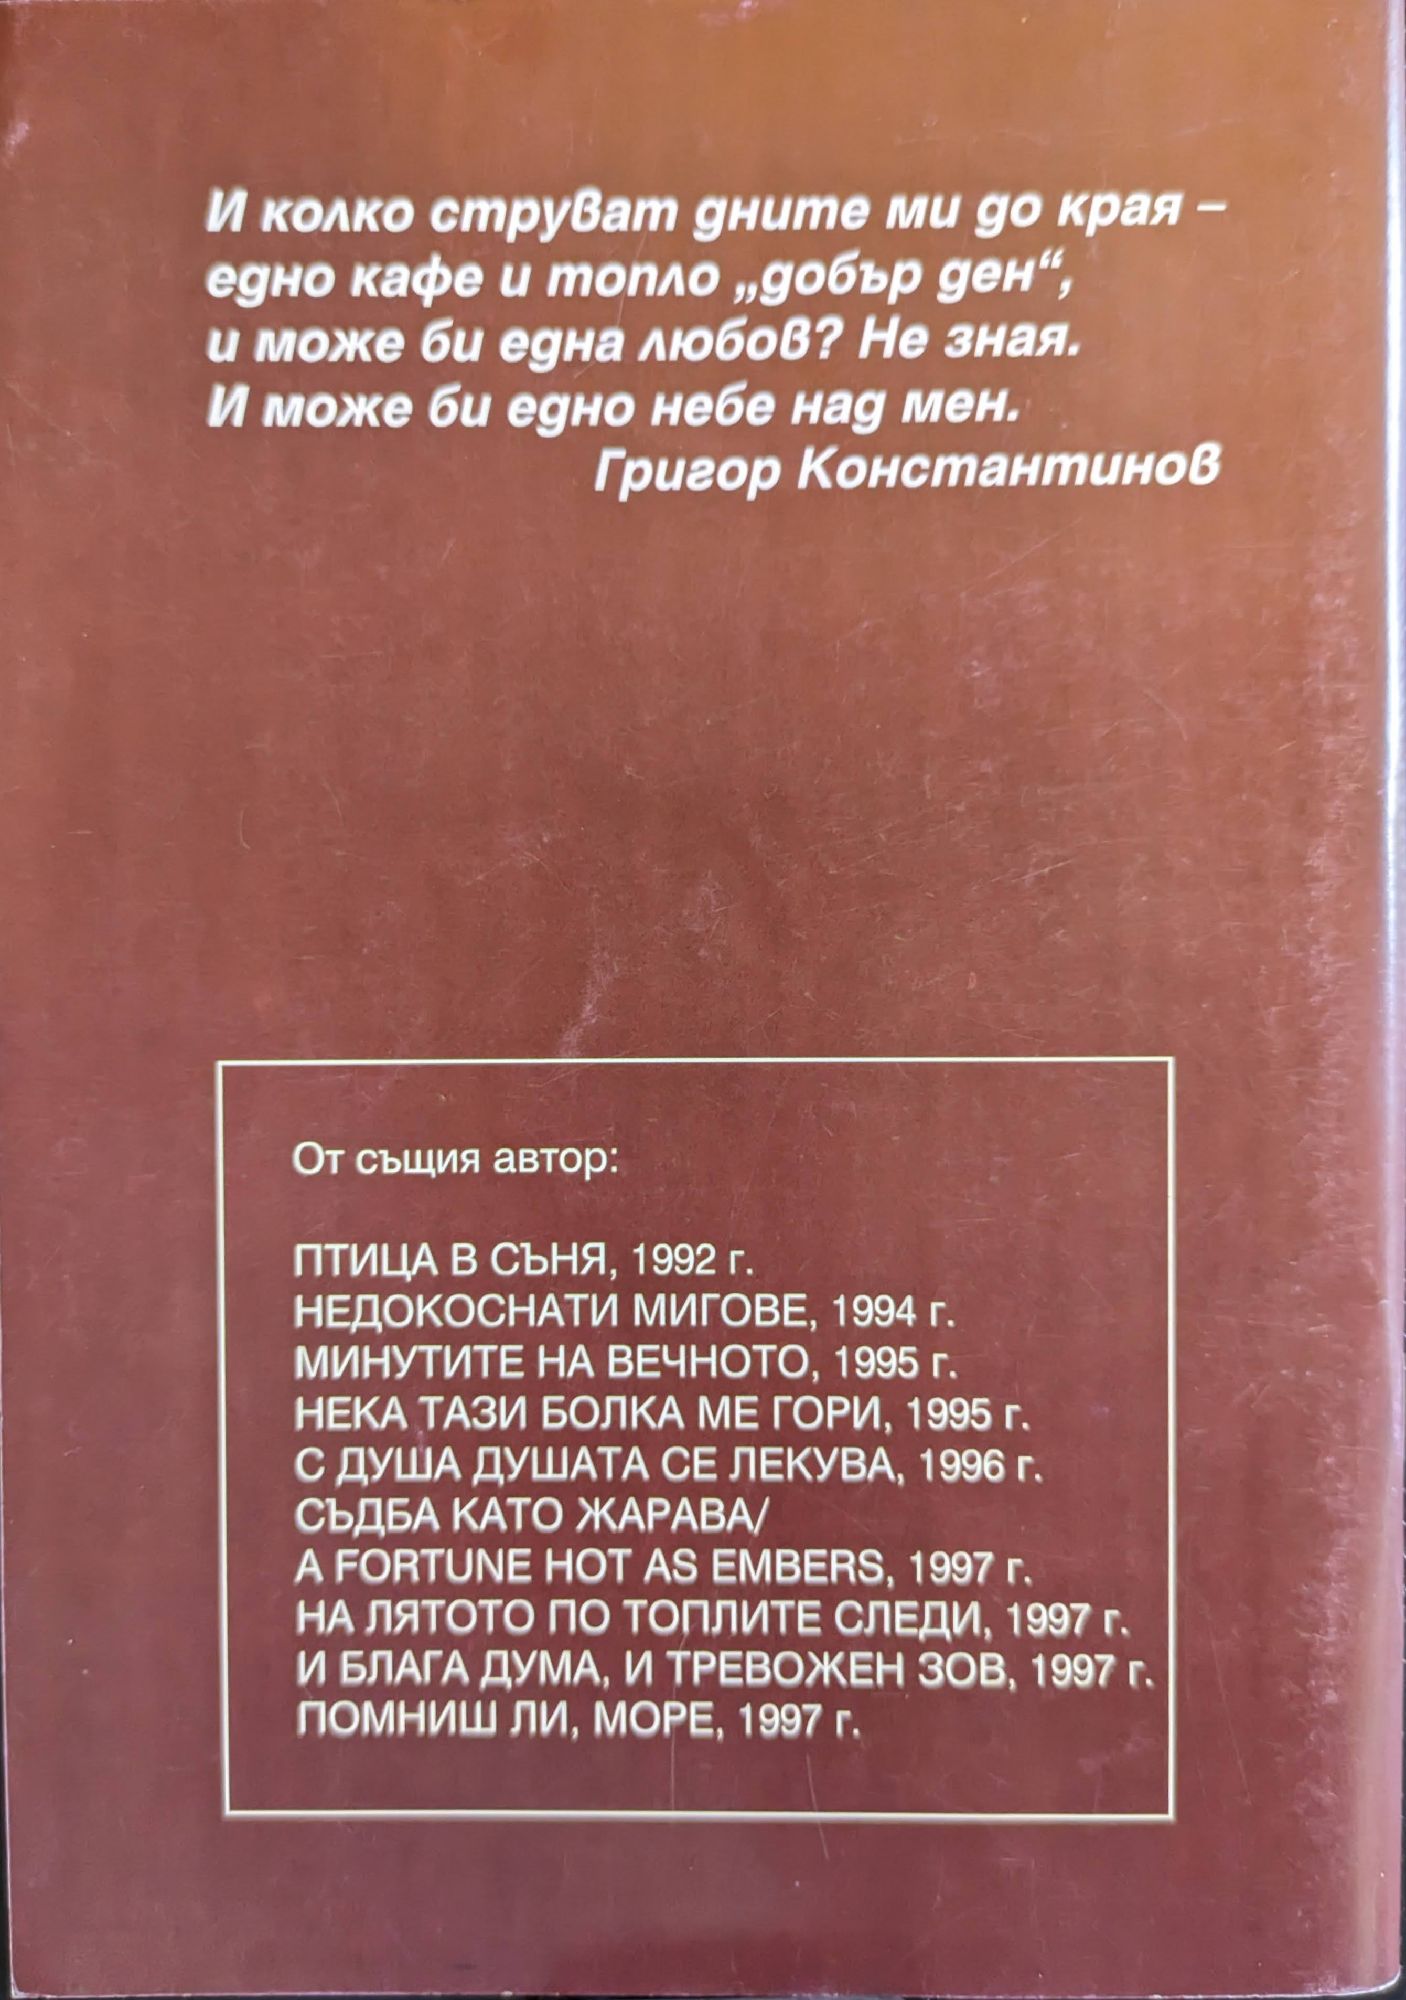 И колко струват дните ми до края –
едно кафе и топло „добър ден“,
и може би една любов? Не зная.
И може би едно небе над мен.
Григор Константинов
От същия автор:
ПТИЦА В СЪНЯ, 1992 г.
НЕДОКОСНАТИ МИГОВЕ, 1994 г.
МИНУТИТЕ НА ВЕЧНОТО, 1995 г.
НЕКА ТАЗИ БОЛКА МЕ ГОРИ, 1995 г.
С ДУША ДУШАТА СЕ ЛЕКУВА, 1996 г.
СЪДБА КАТО ЖАРАВА/
A FORTUNE HOT AS EMBERS, 1997 г.
НА ЛЯТОТО ПО ТОПЛИТЕ СЛЕДИ, 1997 г.
И БЛАГА ДУМА, И ТРЕВОЖЕН ЗОВ, 1997 г.
ПОМНИШ ЛИ, МОРЕ, 1997 г.